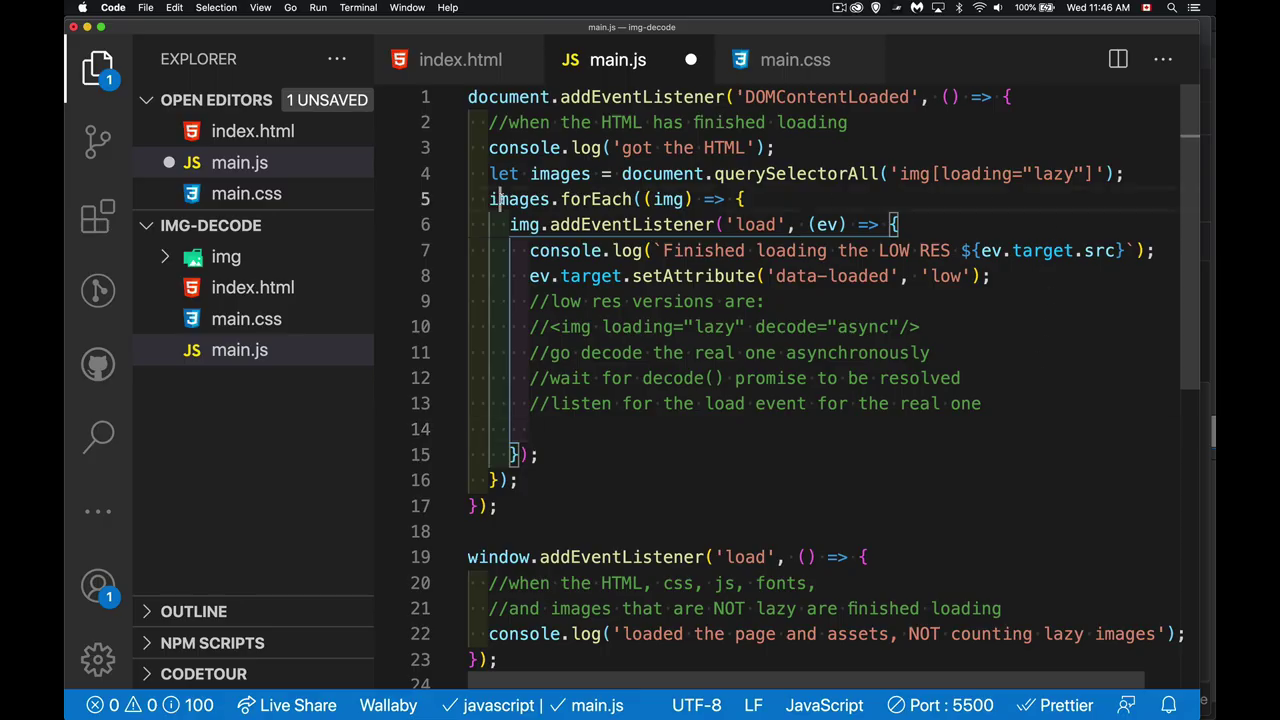 Code File Edit Selection View Go Run Terminal Window Help 100% Wed 11:46 AM
main.js — img-decode
EXPLORER
index.html
JS main.js
main.css
1
OPEN EDITORS 1 UNSAVED
index.html
JS main.js
main.css
IMG-DECODE
img
index.html
main.css
JS main.js
1
OUTLINE
NPM SCRIPTS
CODETOUR
1 document.addEventListener('DOMContentLoaded', () => {
2 //when the HTML has finished loading
3 console.log('got the HTML');
4 let images = document.querySelectorAll('img[loading="lazy"]');
5 images.forEach((img) => {
6 img.addEventListener('load', (ev) => {
7 console.log(`Finished loading the LOW RES ${ev.target.src}`);
8 ev.target.setAttribute('data-loaded', 'low');
9 //low res versions are:
10 //<img loading="lazy" decode="async"/>
11 //go decode the real one asynchronously
12 //wait for decode() promise to be resolved
13 //listen for the load event for the real one
14
15 });
16 });
17 });
18
19 window.addEventListener('load', () => {
20 //when the HTML, css, js, fonts,
21 //and images that are NOT lazy are finished loading
22 console.log('loaded the page and assets, NOT counting lazy images');
23 });
24
0 0 100 Live Share Wallaby javascript | main.js UTF-8 LF JavaScript Port : 5500 Prettier